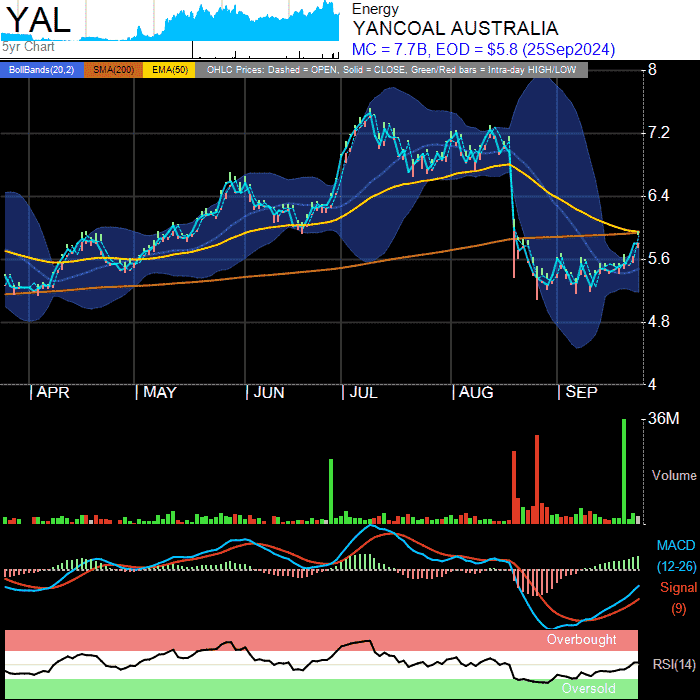 YAL
Energy
YANCOAL AUSTRALIA
5yr Chart
MC = 7.7B, EOD = $5.8 (25Sep2024)
BollBands(20,2) SMA(200) EMA(50) OHLC Prices: Dashed = OPEN, Solid = CLOSE, Green/Red bars = Intra-day HIGH/LOW
8
7.2
6.4
5.6
4.8
4
APR MAY JUN JUL AUG SEP
36M
Volume
MACD
(12-26)
Signal
(9)
Overbought
RSI(14)
Oversold